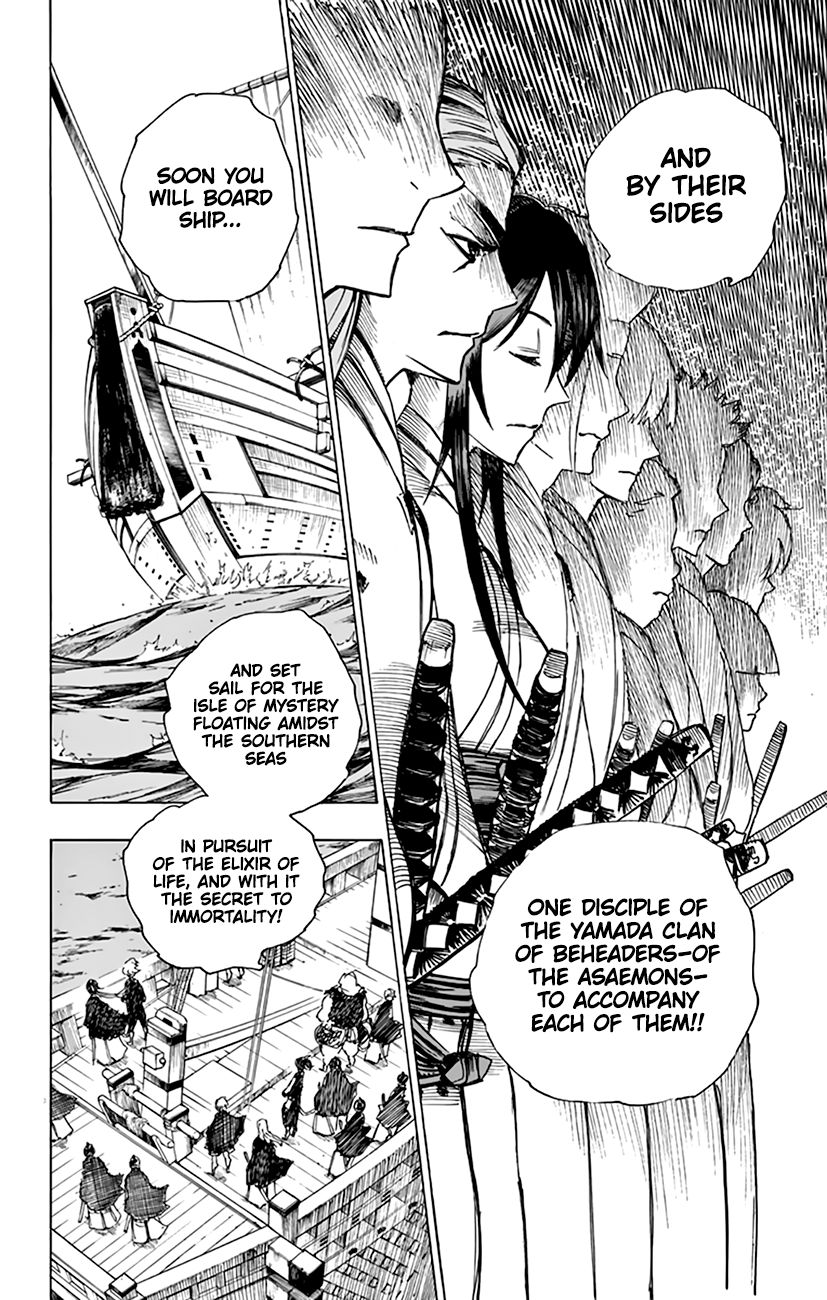 AND
BY THEIR
SIDES
ONE DISCIPLE OF
THE YAMADA CLAN
OF BEHEADERS-OF
THE ASAEMONS-
TO ACCOMPANY
EACH OF THEM!!
SOON YOU
WILL BOARD
SHIP...
AND SET
SAIL FOR THE
ISLE OF MYSTERY
FLOATING AMIDST
THE SOUTHERN
SEAS
IN PURSUIT
OF THE ELIXIR OF
LIFE, AND WITH IT
THE SECRET TO
IMMORTALITY!